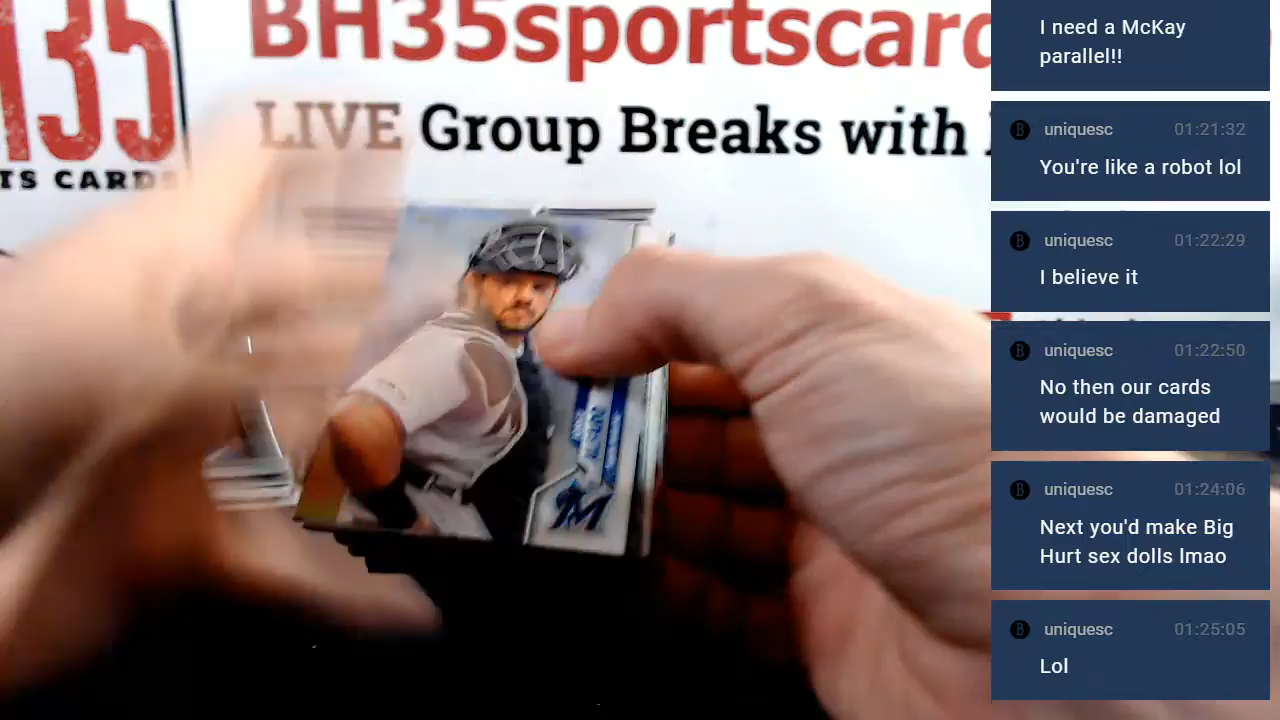 135
TS CARDS
BH35sportscard
LIVE Group Breaks with
I need a McKay
parallel!!
uniquesc 01:21:32
You're like a robot lol
uniquesc 01:22:29
I believe it
uniquesc 01:22:50
No then our cards
would be damaged
uniquesc 01:24:06
Next you'd make Big
Hurt sex dolls lmao
uniquesc 01:25:05
Lol